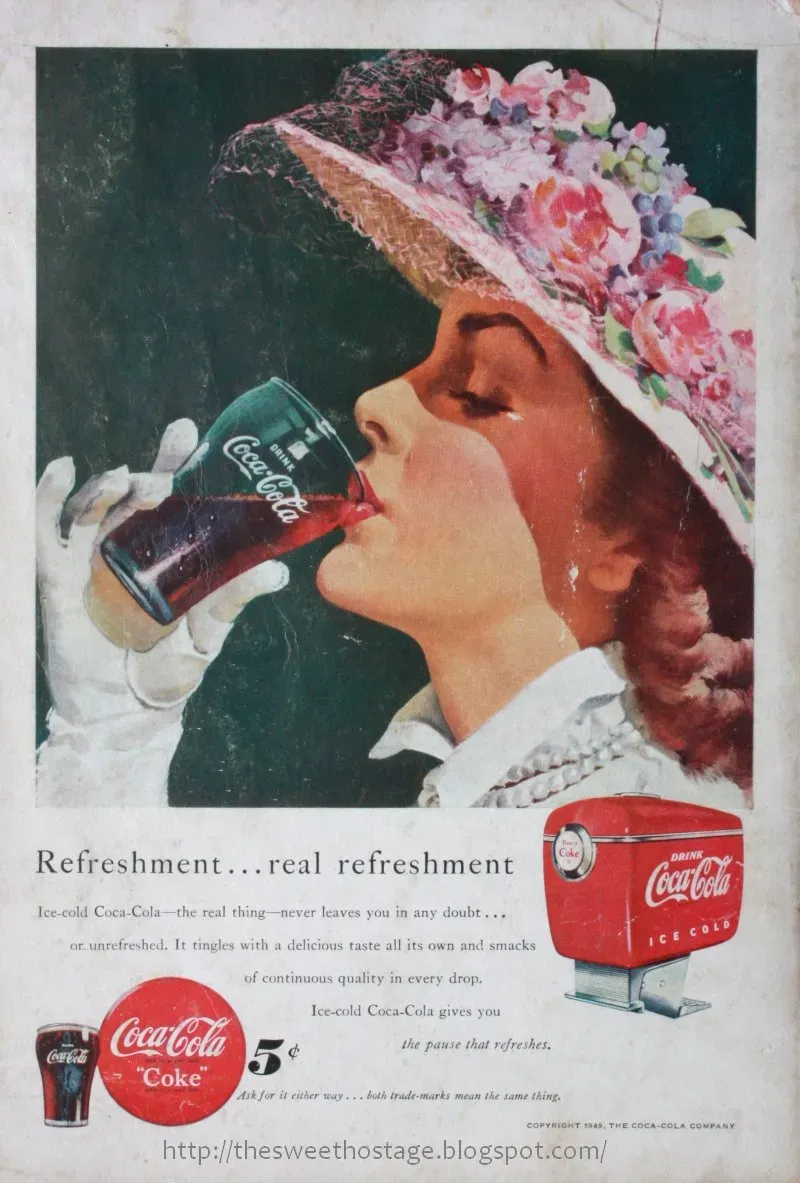 DRINK
Coca-Cola
Refreshment...real refreshment
Ice-cold Coca-Cola—the real thing—never leaves you in any doubt...
or unrefreshed. It tingles with a delicious taste all its own and smacks
of continuous quality in every drop.
Ice-cold Coca-Cola gives you
the pause that refreshes.
Have a
Coke
DRINK
Coca-Cola
ICE COLD
Coca-Cola
Coca-Cola
"Coke"
5¢
Ask for it either way...both trade-marks mean the same thing.
COPYRIGHT 1949, THE COCA-COLA COMPANY
http://thesweethostage.blogspot.com/